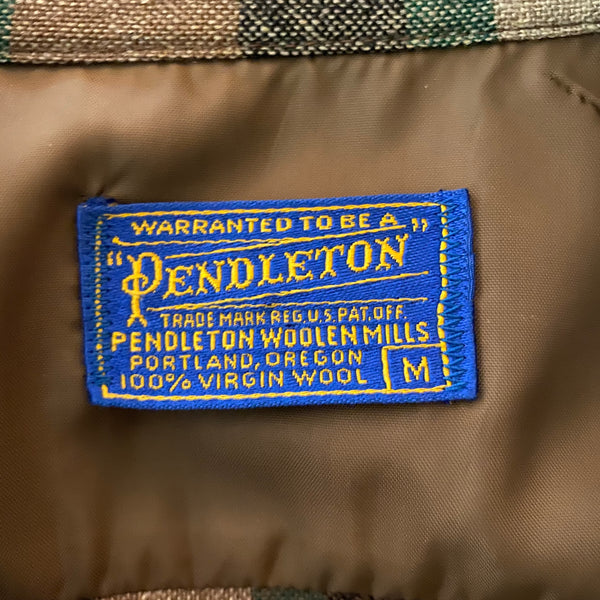 WARRANTED TO BE A
"PENDLETON"
TRADE MARK REG. U.S. PAT. OFF.
PENDLETON WOOLEN MILLS
PORTLAND, OREGON
100% VIRGIN WOOL
M